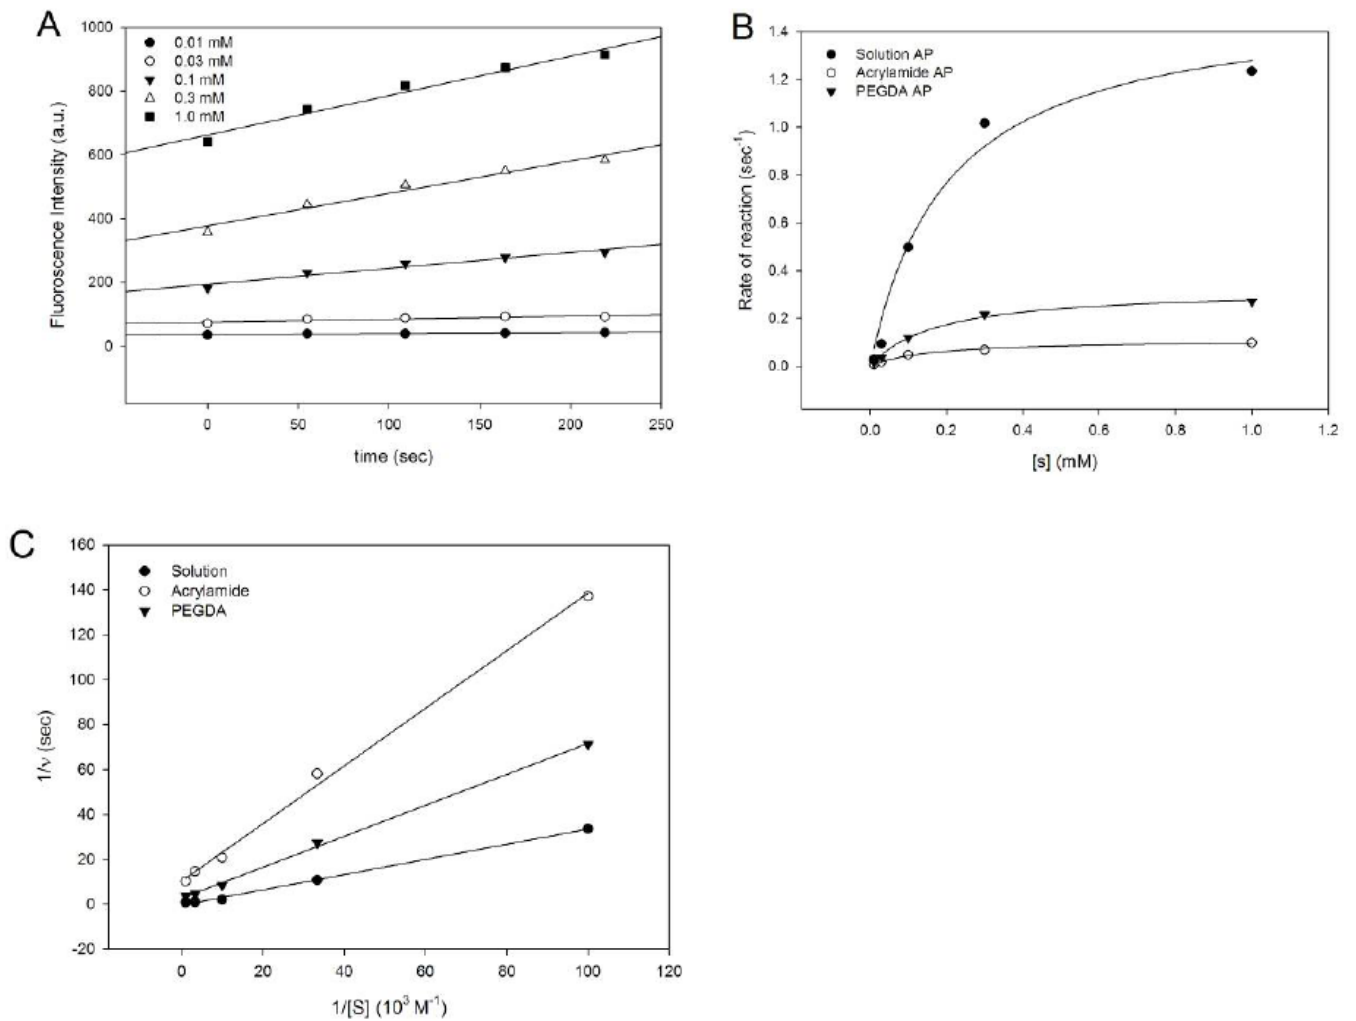 A
1000
800
600
400
200
0
Fluoroscence Intensity (a.u.)
0.01 mM
0.03 mM
0.1 mM
0.3 mM
1.0 mM
0 50 100 150 200 250
time (sec)
B
1.4
1.2
1.0
0.8
0.6
0.4
0.2
0.0
Rate of reaction (sec⁻¹)
Solution AP
Acrylamide AP
PEGDA AP
0.0 0.2 0.4 0.6 0.8 1.0 1.2
[s] (mM)
C
160
140
120
100
80
60
40
20
0
-20
1/ν (sec)
Solution
Acrylamide
PEGDA
0 20 40 60 80 100 120
1/[S] (10³ M⁻¹)